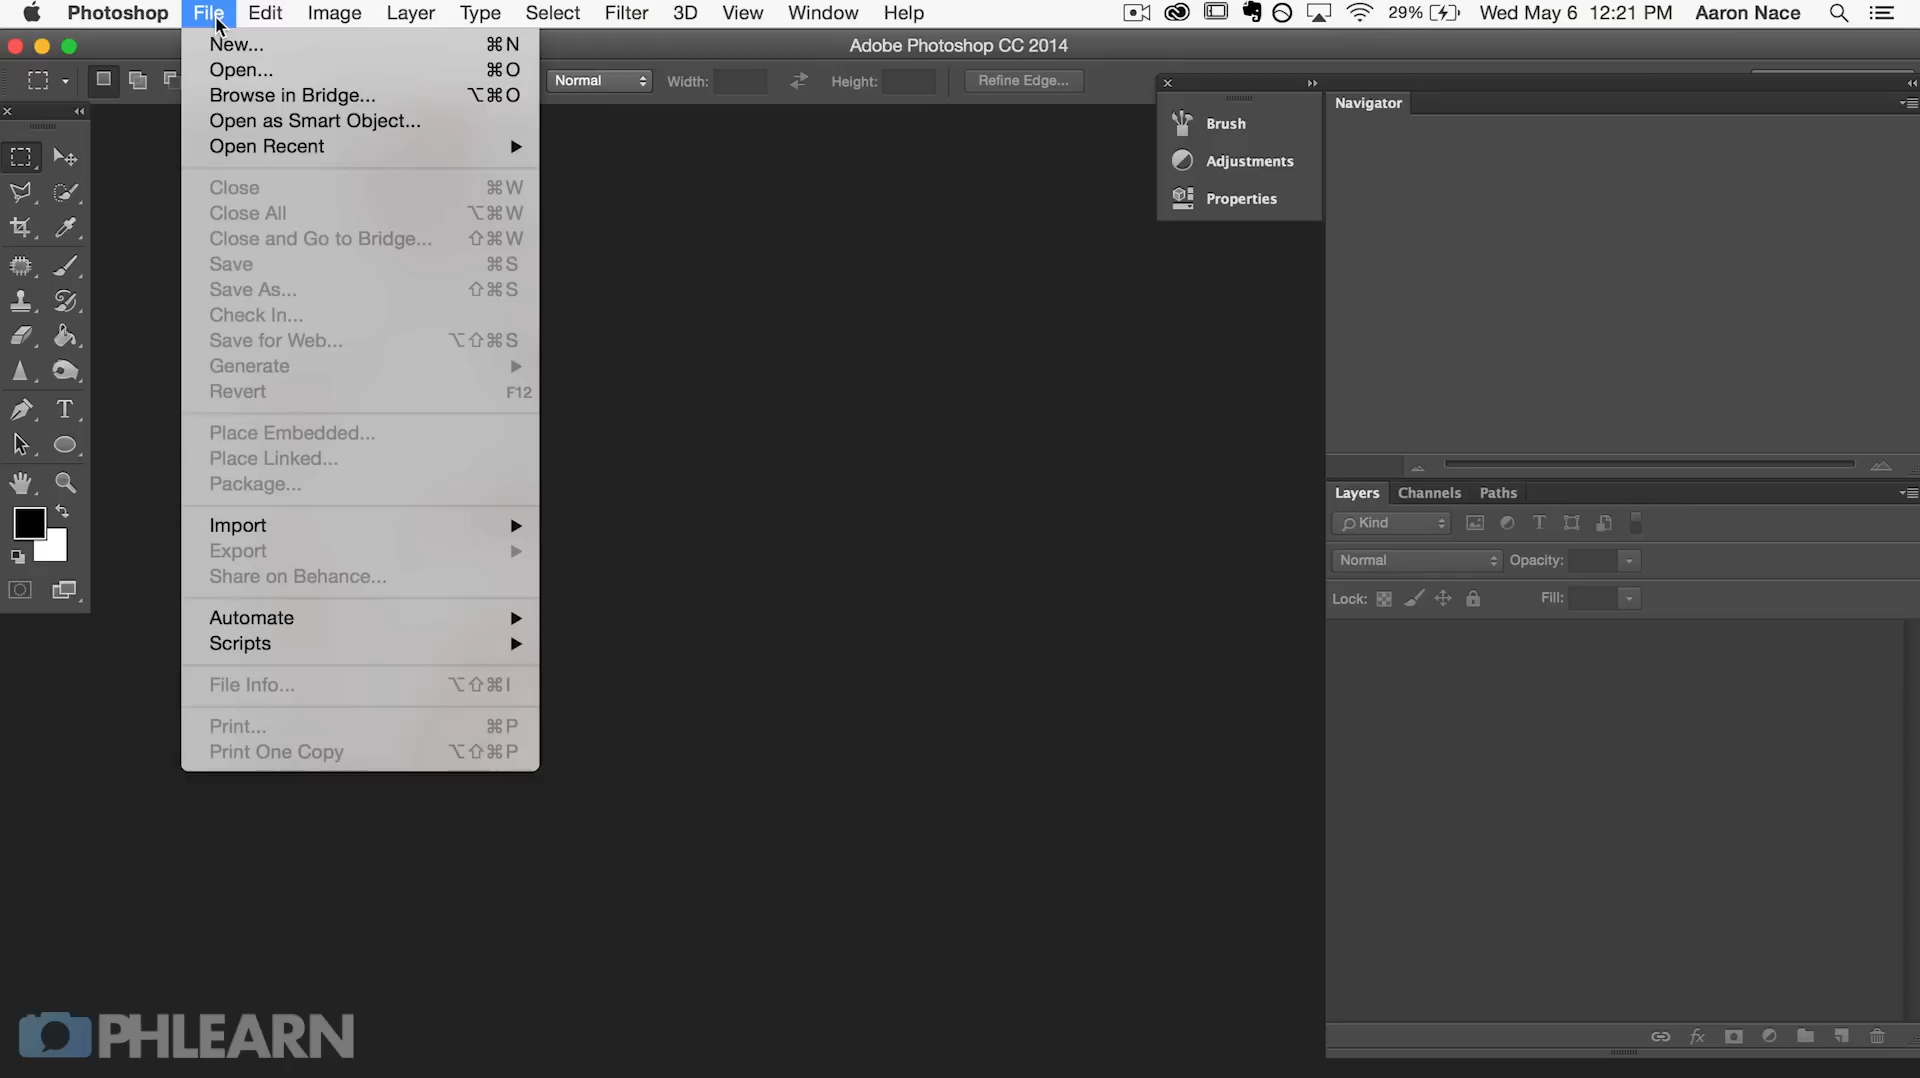 Photoshop File Edit Image Layer Type Select Filter 3D View Window Help 29% Wed May 6 12:21 PM Aaron Nace
Adobe Photoshop CC 2014
Normal Width: Height: Refine Edge...
New... ⌘N
Open... ⌘O
Browse in Bridge... ⌥⌘O
Open as Smart Object...
Open Recent ▶
Close ⌘W
Close All ⌥⌘W
Close and Go to Bridge... ⇧⌘W
Save ⌘S
Save As... ⇧⌘S
Check In...
Save for Web... ⌥⇧⌘S
Generate ▶
Revert F12
Place Embedded...
Place Linked...
Package...
Import ▶
Export ▶
Share on Behance...
Automate ▶
Scripts ▶
File Info... ⌥⇧⌘I
Print... ⌘P
Print One Copy ⌥⇧⌘P
Brush
Adjustments
Properties
Navigator
Layers Channels Paths
Kind
Normal Opacity:
Lock: Fill:
PHLEARN